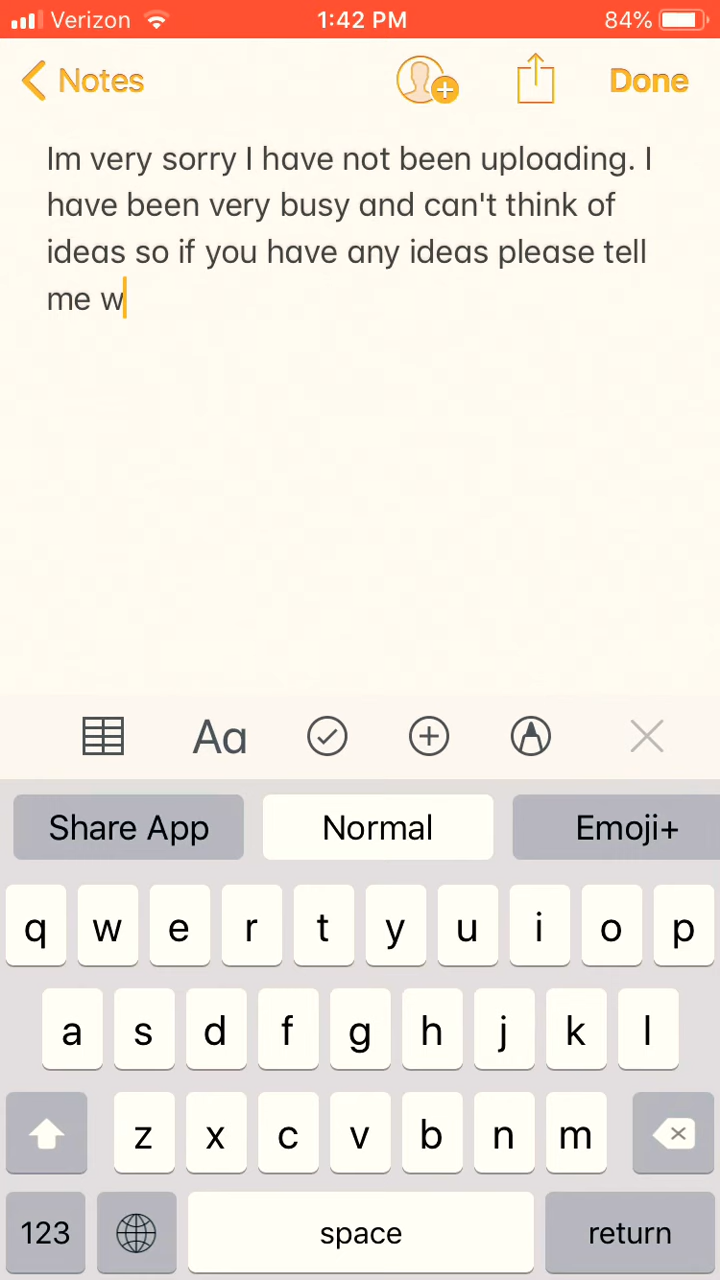 Verizon 1:42 PM 84%
Notes Done
Im very sorry I have not been uploading. I
have been very busy and can't think of
ideas so if you have any ideas please tell
me w
Aa
Share App Normal Emoji+
q w e r t y u i o p
a s d f g h j k l
z x c v b n m
123 space return